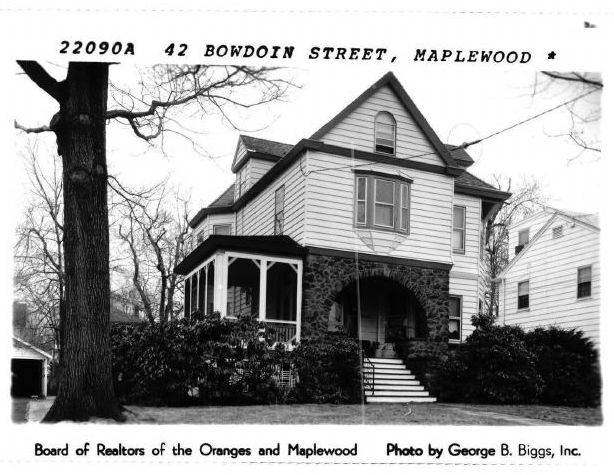 22090A 42 BOWDOIN STREET, MAPLEWOOD *
Board of Realtors of the Oranges and Maplewood Photo by George B. Biggs, Inc.